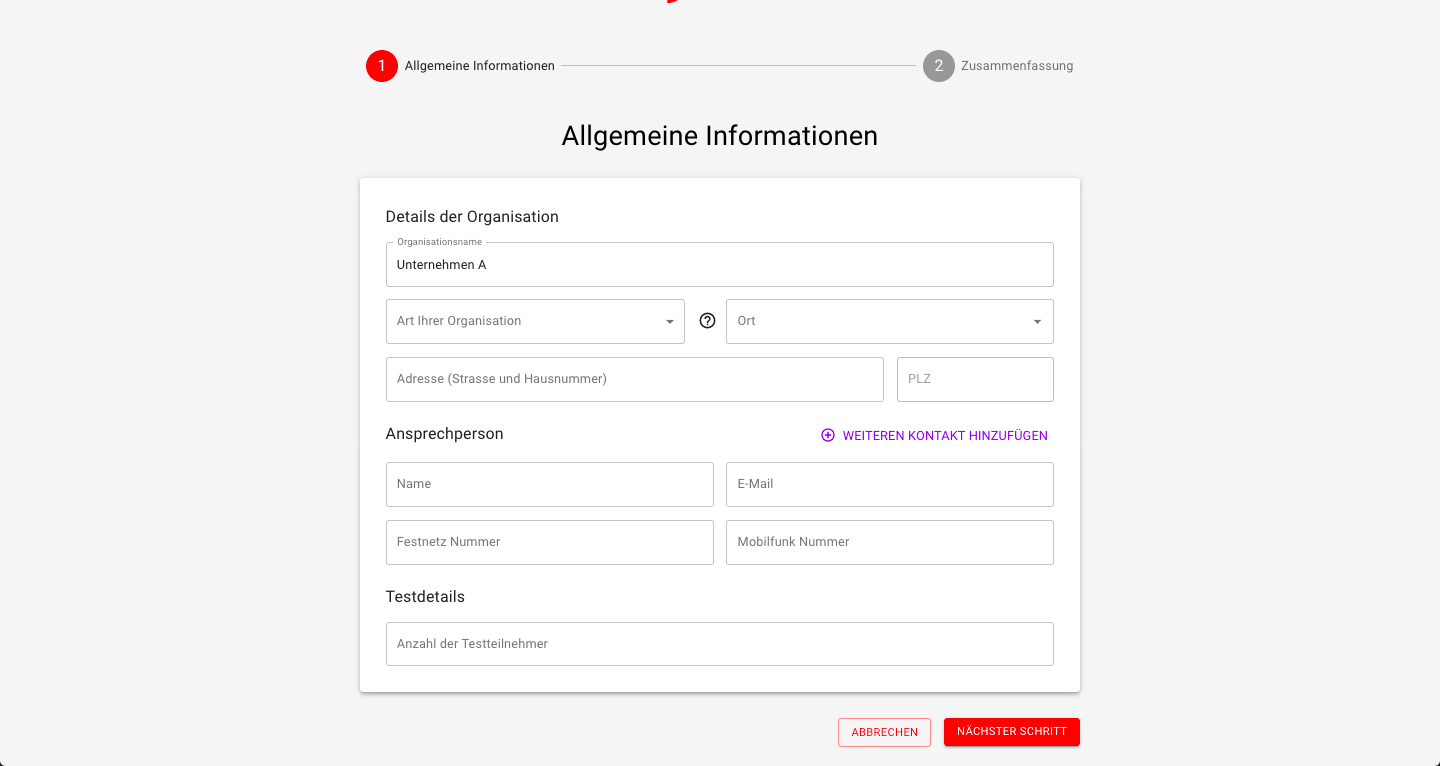 1 Allgemeine Informationen 2 Zusammenfassung
Allgemeine Informationen
Details der Organisation
Organisationsname
Unternehmen A
Art Ihrer Organisation Ort
Adresse (Strasse und Hausnummer) PLZ
Ansprechperson WEITEREN KONTAKT HINZUFÜGEN
Name E-Mail
Festnetz Nummer Mobilfunk Nummer
Testdetails
Anzahl der Testteilnehmer
ABBRECHEN NÄCHSTER SCHRITT